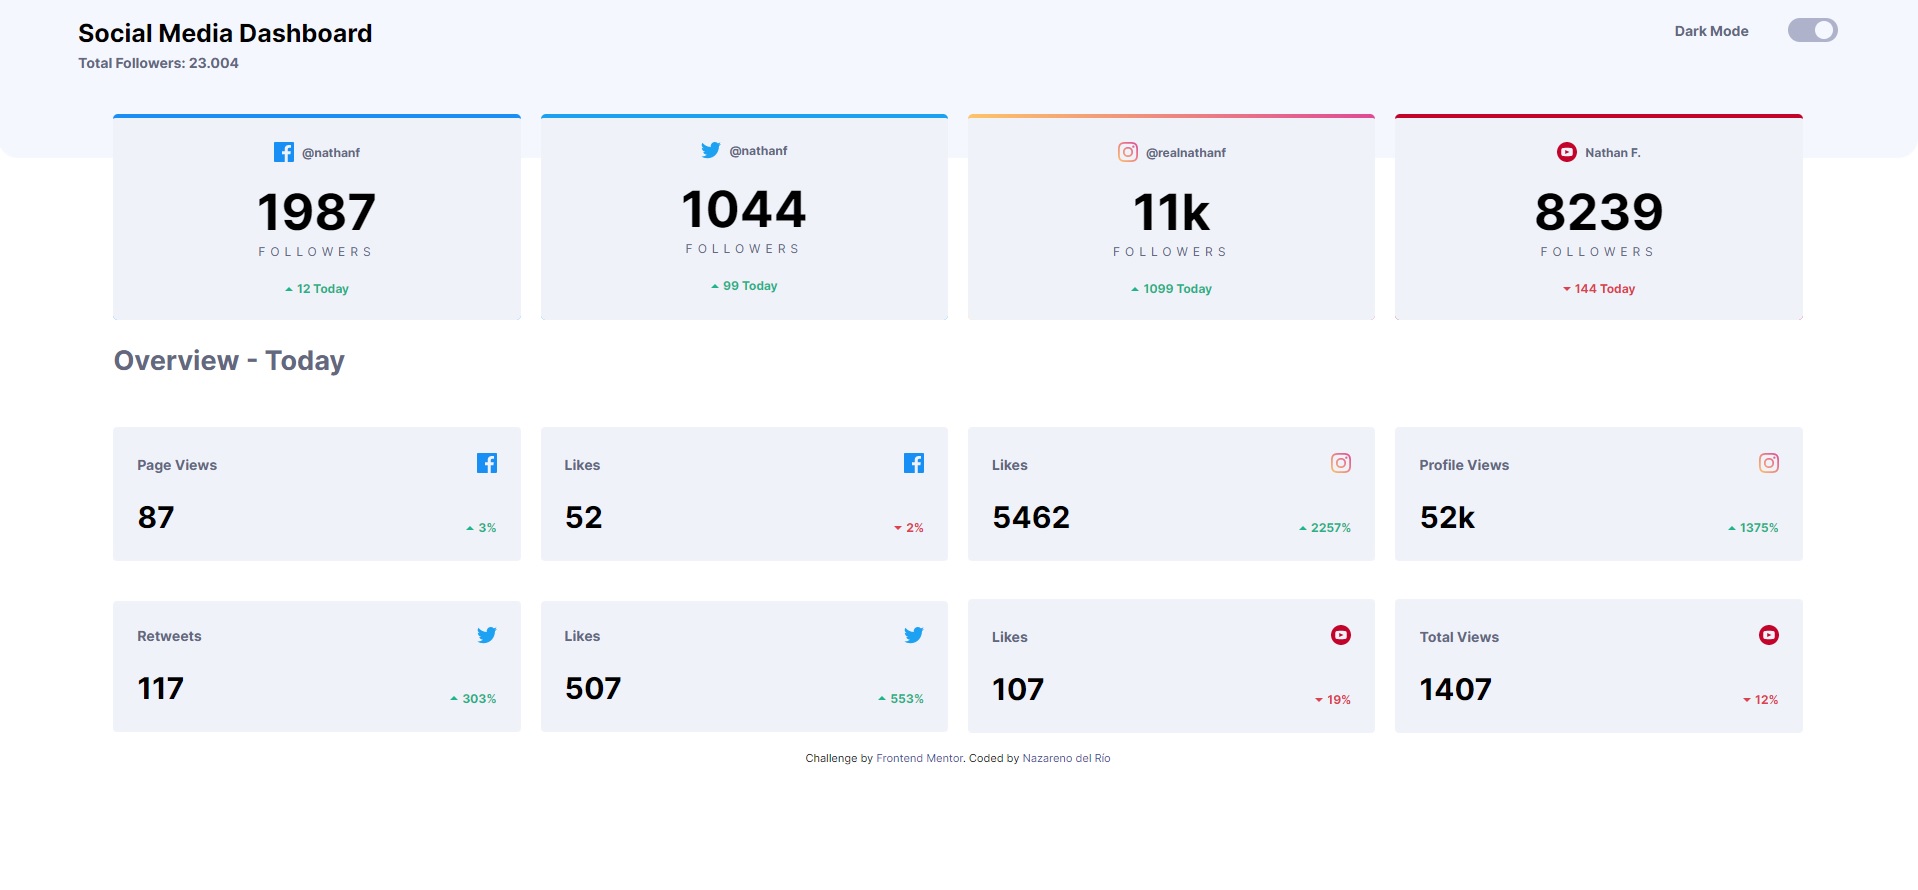 Social Media Dashboard
Total Followers: 23.004
Dark Mode
@nathanf
1987
FOLLOWERS
12 Today
@nathanf
1044
FOLLOWERS
99 Today
@realnathanf
11k
FOLLOWERS
1099 Today
Nathan F.
8239
FOLLOWERS
144 Today
Overview - Today
Page Views
87
3%
Likes
52
2%
Likes
5462
2257%
Profile Views
52k
1375%
Retweets
117
303%
Likes
507
553%
Likes
107
19%
Total Views
1407
12%
Challenge by Frontend Mentor. Coded by Nazareno del Río